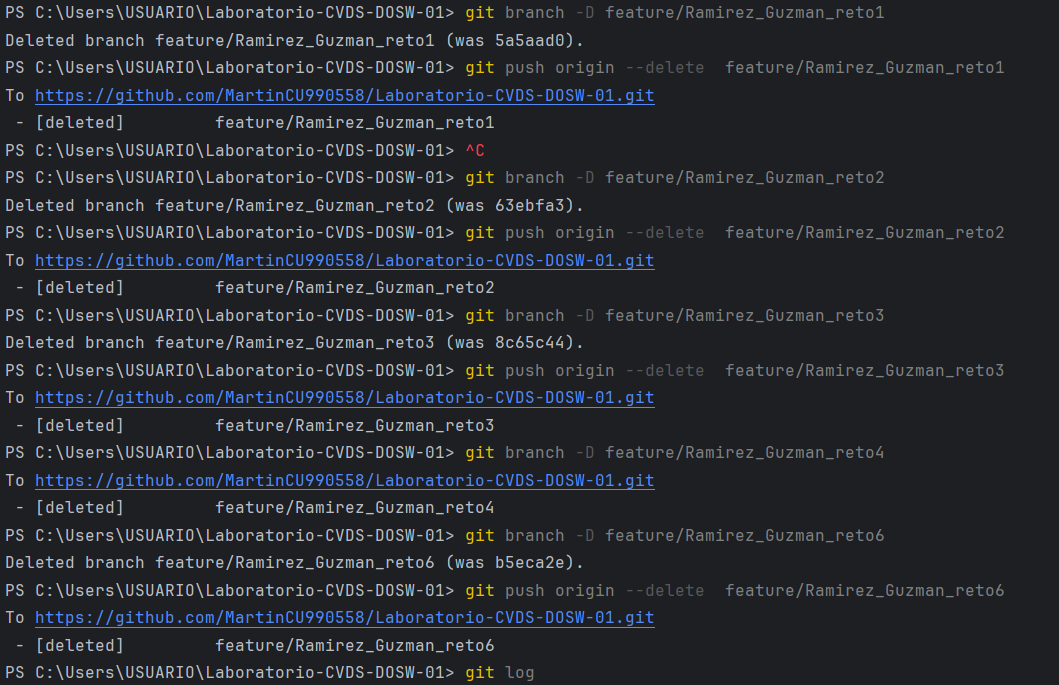 PS C:\Users\USUARIO\Laboratorio-CVDS-DOSW-01> git branch -D feature/Ramirez_Guzman_reto1
Deleted branch feature/Ramirez_Guzman_reto1 (was 5a5aad0).
PS C:\Users\USUARIO\Laboratorio-CVDS-DOSW-01> git push origin --delete  feature/Ramirez_Guzman_reto1
To https://github.com/MartinCU990558/Laboratorio-CVDS-DOSW-01.git
 - [deleted]         feature/Ramirez_Guzman_reto1
PS C:\Users\USUARIO\Laboratorio-CVDS-DOSW-01> ^C
PS C:\Users\USUARIO\Laboratorio-CVDS-DOSW-01> git branch -D feature/Ramirez_Guzman_reto2
Deleted branch feature/Ramirez_Guzman_reto2 (was 63ebfa3).
PS C:\Users\USUARIO\Laboratorio-CVDS-DOSW-01> git push origin --delete  feature/Ramirez_Guzman_reto2
To https://github.com/MartinCU990558/Laboratorio-CVDS-DOSW-01.git
 - [deleted]         feature/Ramirez_Guzman_reto2
PS C:\Users\USUARIO\Laboratorio-CVDS-DOSW-01> git branch -D feature/Ramirez_Guzman_reto3
Deleted branch feature/Ramirez_Guzman_reto3 (was 8c65c44).
PS C:\Users\USUARIO\Laboratorio-CVDS-DOSW-01> git push origin --delete  feature/Ramirez_Guzman_reto3
To https://github.com/MartinCU990558/Laboratorio-CVDS-DOSW-01.git
 - [deleted]         feature/Ramirez_Guzman_reto3
PS C:\Users\USUARIO\Laboratorio-CVDS-DOSW-01> git branch -D feature/Ramirez_Guzman_reto4
To https://github.com/MartinCU990558/Laboratorio-CVDS-DOSW-01.git
 - [deleted]         feature/Ramirez_Guzman_reto4
PS C:\Users\USUARIO\Laboratorio-CVDS-DOSW-01> git branch -D feature/Ramirez_Guzman_reto6
Deleted branch feature/Ramirez_Guzman_reto6 (was b5eca2e).
PS C:\Users\USUARIO\Laboratorio-CVDS-DOSW-01> git push origin --delete  feature/Ramirez_Guzman_reto6
To https://github.com/MartinCU990558/Laboratorio-CVDS-DOSW-01.git
 - [deleted]         feature/Ramirez_Guzman_reto6
PS C:\Users\USUARIO\Laboratorio-CVDS-DOSW-01> git log